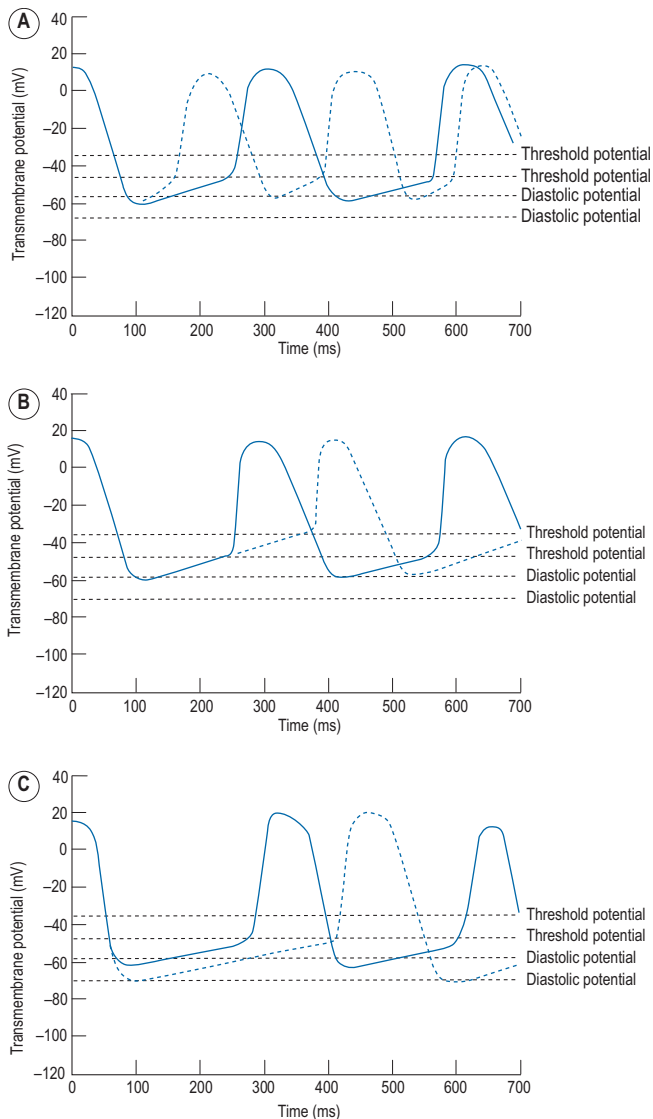 A
Transmembrane potential (mV)
40
20
0
–20
–40
–60
–80
–100
–120
Threshold potential
Threshold potential
Diastolic potential
Diastolic potential
0 100 200 300 400 500 600 700
Time (ms)
B
Transmembrane potential (mV)
40
20
0
–20
–40
–60
–80
–100
–120
Threshold potential
Threshold potential
Diastolic potential
Diastolic potential
0 100 200 300 400 500 600 700
Time (ms)
C
Transmembrane potential (mV)
40
20
0
–20
–40
–60
–80
–100
–120
Threshold potential
Threshold potential
Diastolic potential
Diastolic potential
0 100 200 300 400 500 600 700
Time (ms)